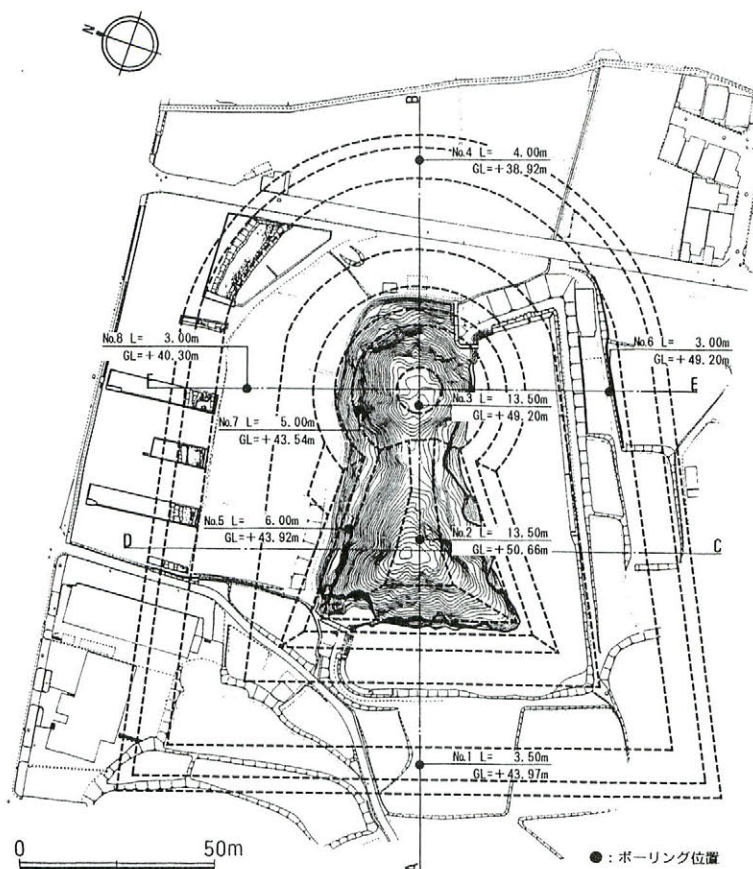 N
B
No.4 L= 4.00m
GL=+38.92m
No.8 L= 3.00m
GL=+40.30m
No.6 L= 3.00m
GL=+49.20m
F
E
No.3 L= 13.50m
GL=+49.20m
No.7 L= 5.00m
GL=+43.54m
No.5 L= 6.00m
GL=+43.92m
No.2 L= 13.50m
GL=+50.66m
D
C
No.1 L= 3.50m
GL=+43.97m
0 50m
A
●:ボーリング位置